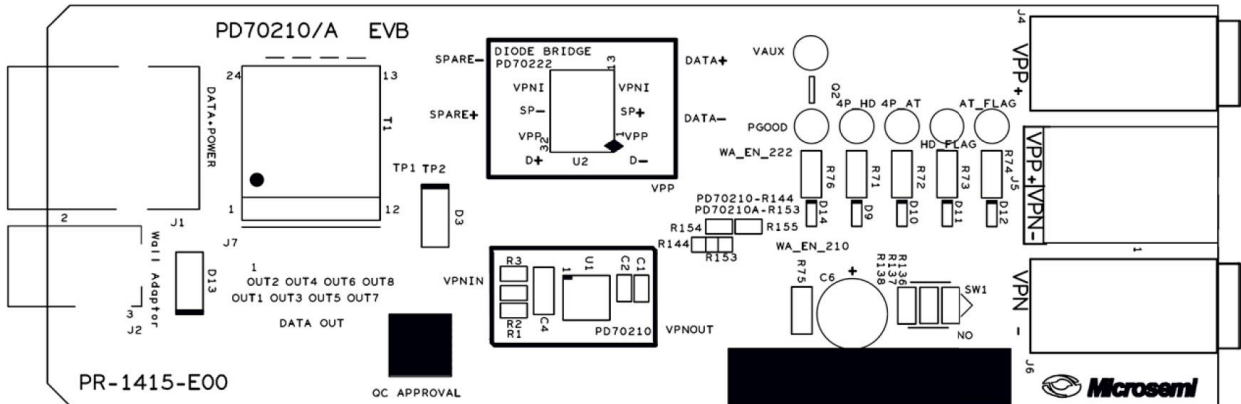 PD70210/A EVB
J4
VPP +
DATA+POWER
24
13
T1
1
12
SPARE-
SPARE+
DIODE BRIDGE
PD70222
13
VPNI
VPNI
SP-
SP+
VPP
VPP
32
1
D+
U2
D-
DATA+
DATA-
VPP
VAUX
Q2
PGOOD
4P_HD
4P_AT
HD_FLAG
AT_FLAG
WA_EN_222
R76
R71
R72
R73
R74
D14
D9
D10
D11
D12
J5
VPP+
VPN-
1
TP1
TP2
D3
PD70210-R144
PD70210A-R153
R154
R155
R144
R153
WA_EN_210
2
J1
J7
Wall Adaptor
3
J2
D13
1
OUT2 OUT4 OUT6 OUT8
OUT1 OUT3 OUT5 OUT7
DATA OUT
VPNIN
R3
R2
R1
C4
1
U1
C2
C1
PD70210
VPNOUT
R75
C6
+
R138
R137
R136
SW1
NO
VPN -
J6
PR-1415-E00
QC APPROVAL
Microsemi